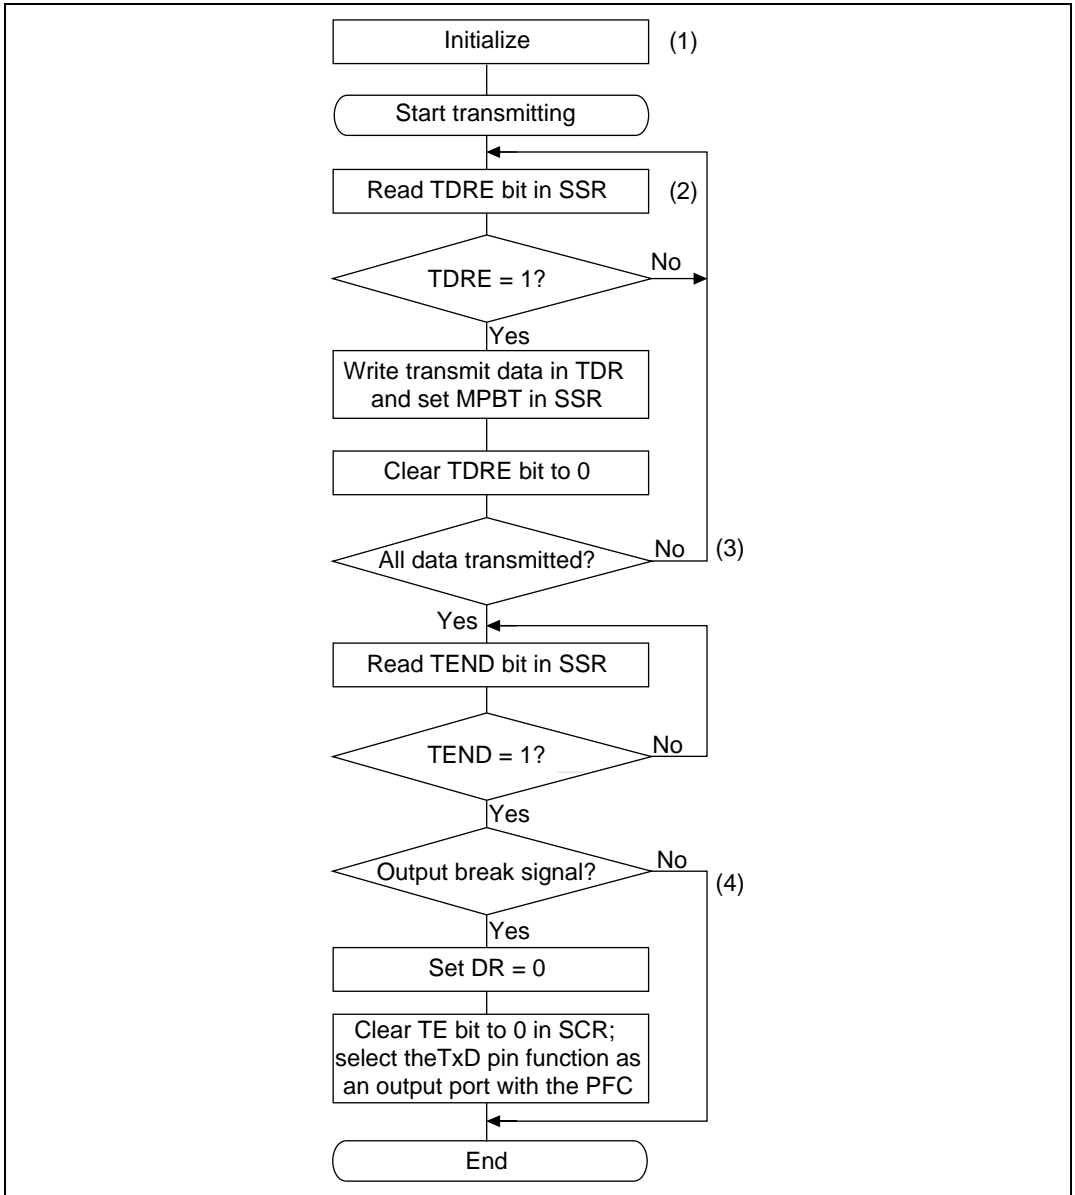 Initialize (1)
Start transmitting
Read TDRE bit in SSR (2)
TDRE = 1? No
Yes
Write transmit data in TDR
and set MPBT in SSR
Clear TDRE bit to 0
All data transmitted? No (3)
Yes
Read TEND bit in SSR
TEND = 1? No
Yes
Output break signal? No
(4)
Yes
Set DR = 0
Clear TE bit to 0 in SCR;
select theTxD pin function as
an output port with the PFC
End